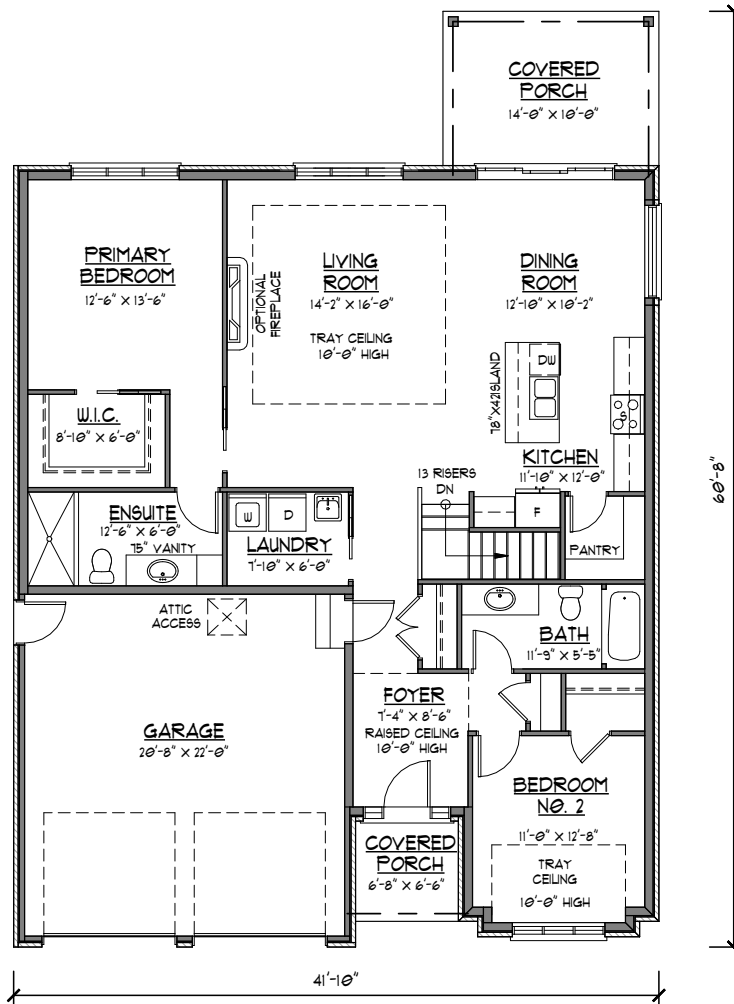 COVERED
PORCH
14'-0" X 10'-0"
PRIMARY
BEDROOM
12'-6" X 13'-6"
OPTIONAL
FIREPLACE
LIVING
ROOM
14'-2" X 16'-0"
TRAY CEILING
10'-0" HIGH
DINING
ROOM
12'-10" X 10'-2"
78"X42ISLAND
DW
S
W.I.C.
8'-10" X 6'-0"
KITCHEN
11'-10" X 12'-0"
13 RISERS
DN
F
PANTRY
ENSUITE
12'-6" X 6'-0"
75" VANITY
W
D
LAUNDRY
7'-10" X 6'-0"
60'-8"
ATTIC
ACCESS
BATH
11'-9" X 5'-5"
GARAGE
20'-8" X 22'-0"
FOYER
7'-4" X 8'-6"
RAISED CEILING
10'-0" HIGH
BEDROOM
NO. 2
11'-0" X 12'-8"
TRAY
CEILING
10'-0" HIGH
COVERED
PORCH
6'-8" X 6'-6"
41'-10"